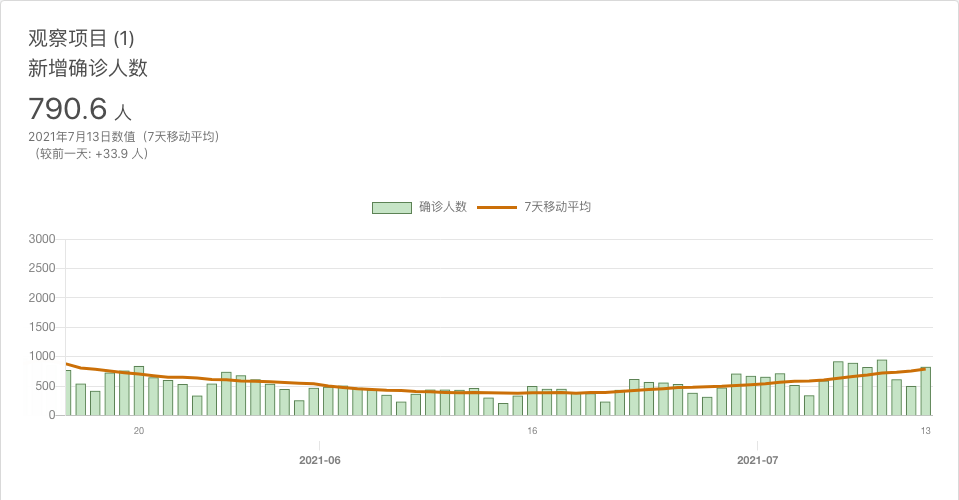 观察项目 (1)
新增确诊人数
790.6 人
2021年7月13日数值（7天移动平均）
（较前一天: +33.9 人）
确诊人数 7天移动平均
3000
2500
2000
1500
1000
500
0
20 16 13
2021-06 2021-07